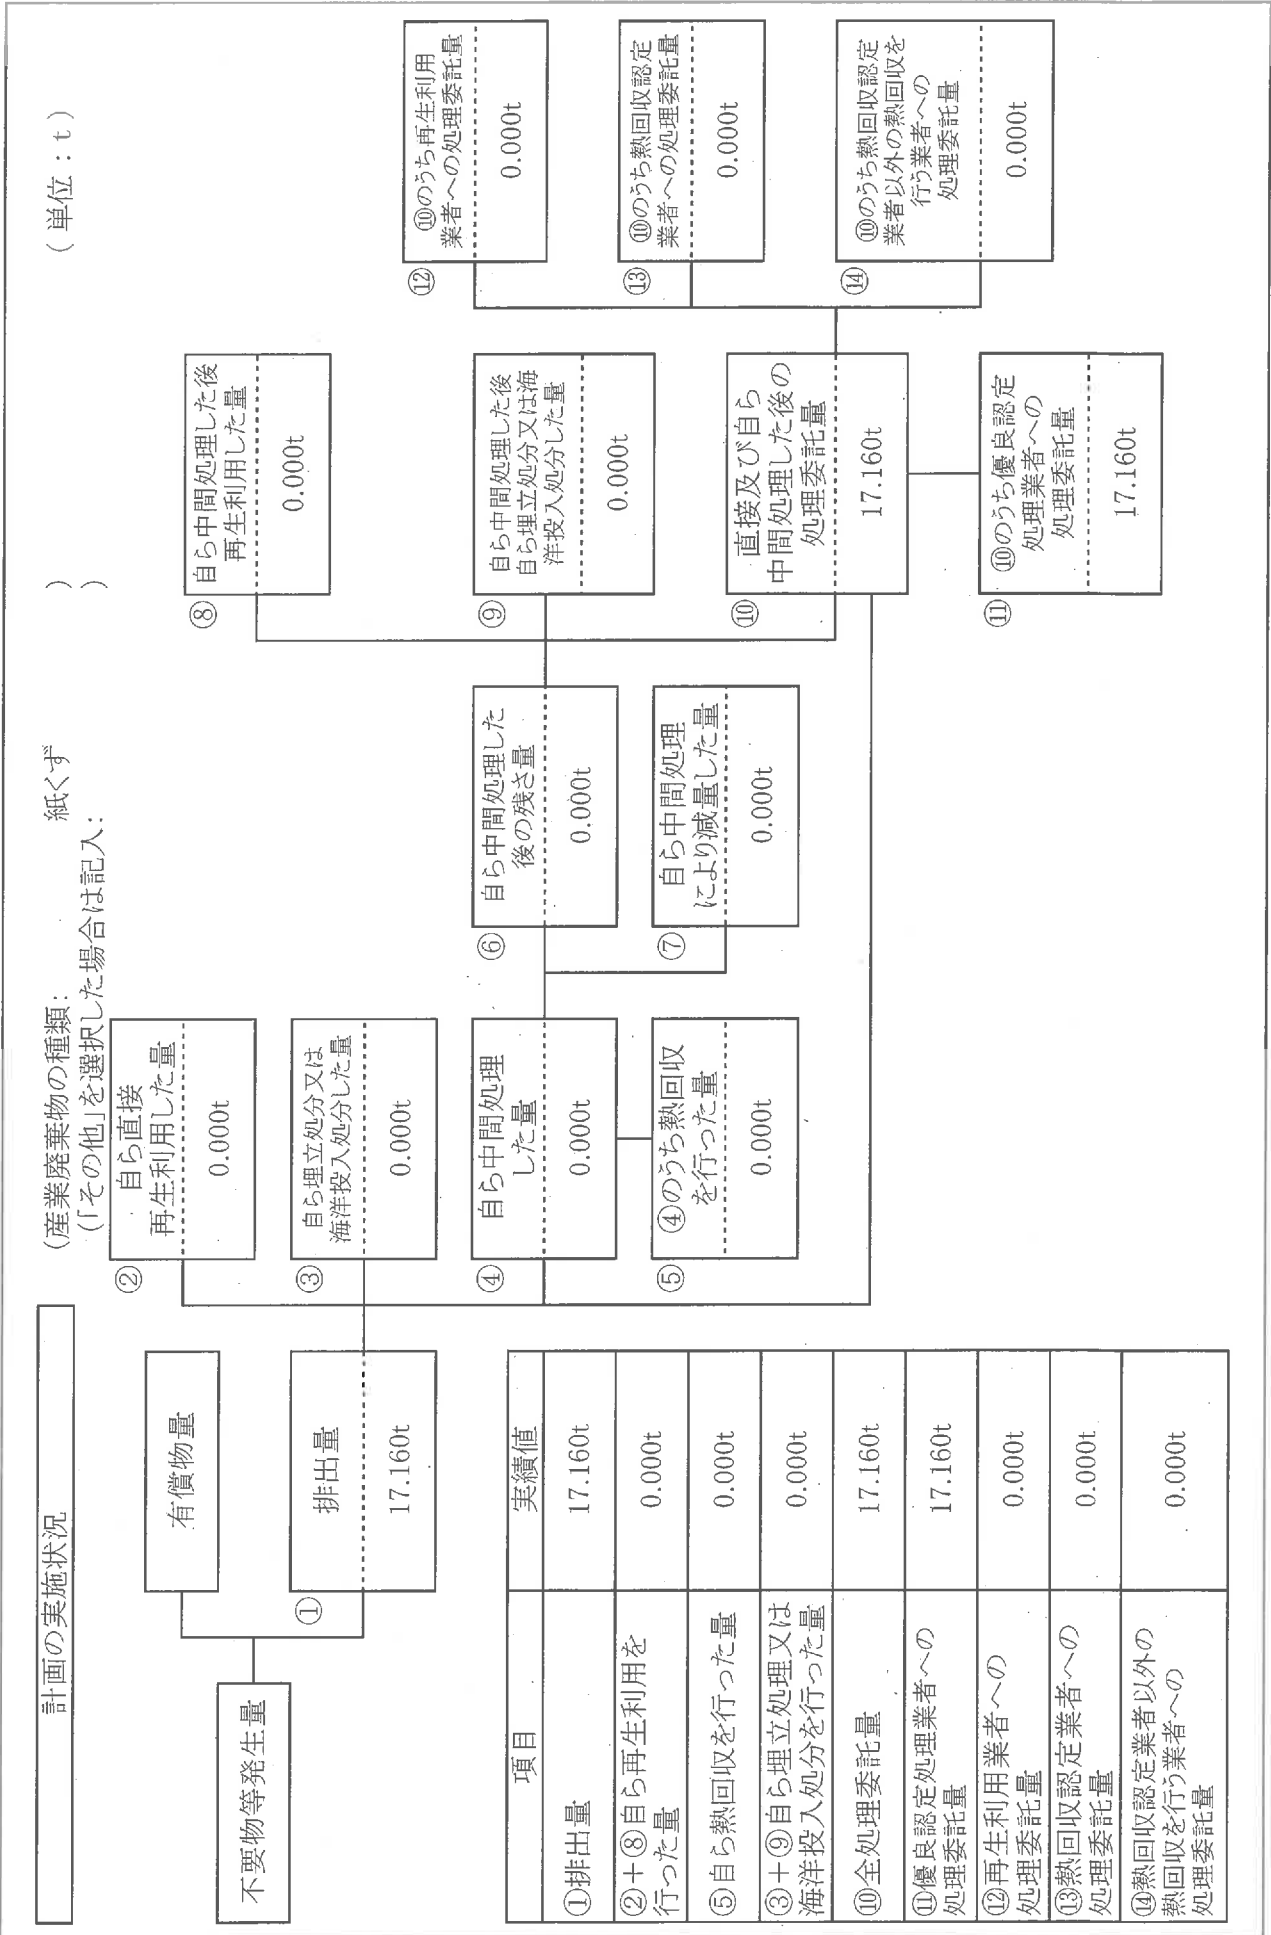 計画の実施状況
(産業廃棄物の種類: 紙くず )
(「その他」を選択した場合は記入: )
(単位:t)
不要物等発生量
有償物量
①
排出量
17.160t
②
自ら直接
再生利用した量
0.000t
③
自ら埋立処分又は
海洋投入処分した量
0.000t
④
自ら中間処理
した量
0.000t
⑤
④のうち熱回収
を行った量
0.000t
⑥
自ら中間処理した
後の残さ量
0.000t
⑦
自ら中間処理
により減量した量
0.000t
⑧
自ら中間処理した後
再生利用した量
0.000t
⑨
自ら中間処理した後
自ら埋立処分又は海
洋投入処分した量
0.000t
⑩
直接及び自ら
中間処理した後の
処理委託量
17.160t
⑪
⑩のうち優良認定
処理業者への
処理委託量
17.160t
⑫
⑩のうち再生利用
業者への処理委託量
0.000t
⑬
⑩のうち熱回収認定
業者への処理委託量
0.000t
⑭
⑩のうち熱回収認定
業者以外の熱回収を
行う業者への
処理委託量
0.000t
項目 実績値
①排出量 17.160t
②+⑧自ら再生利用を
行った量 0.000t
⑤自ら熱回収を行った量 0.000t
③+⑨自ら埋立処理又は
海洋投入処分を行った量 0.000t
⑩全処理委託量 17.160t
⑪優良認定処理業者への
処理委託量 17.160t
⑫再生利用業者への
処理委託量 0.000t
⑬熱回収認定業者への
処理委託量 0.000t
⑭熱回収認定業者以外の
熱回収を行う業者への
処理委託量 0.000t